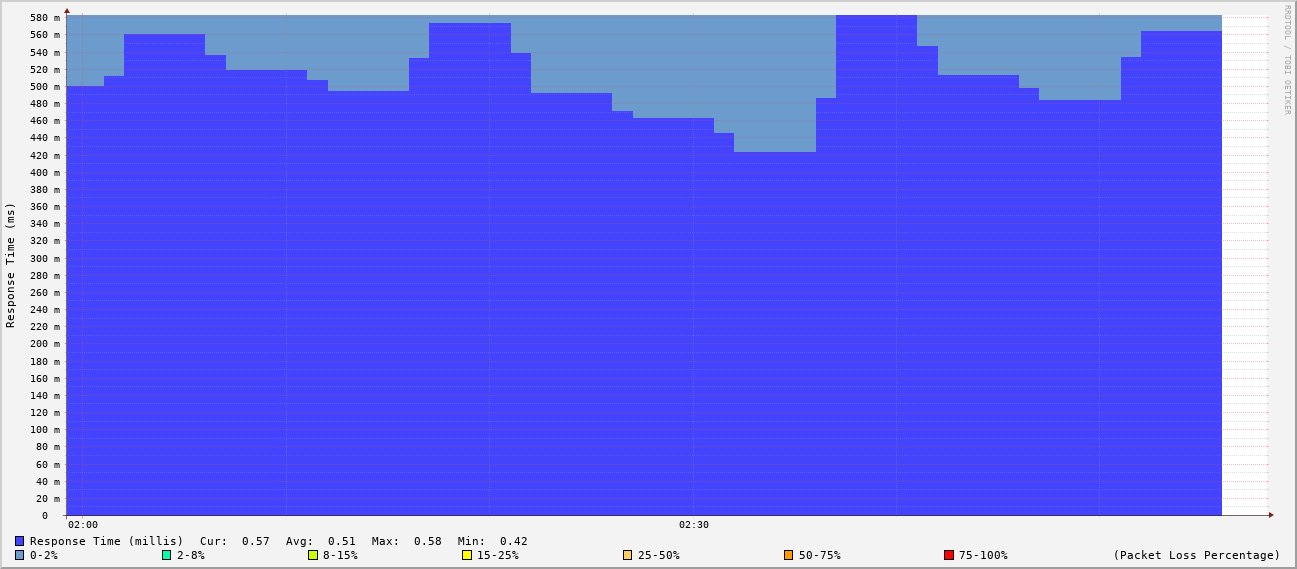 580 m
560 m
540 m
520 m
500 m
480 m
460 m
440 m
420 m
400 m
380 m
360 m
340 m
320 m
300 m
280 m
260 m
240 m
220 m
200 m
180 m
160 m
140 m
120 m
100 m
80 m
60 m
40 m
20 m
0
Response Time (ms)
RRDTOOL / TOBI OETIKER
02:00 02:30
Response Time (millis) Cur: 0.57 Avg: 0.51 Max: 0.58 Min: 0.42
0-2% 2-8% 8-15% 15-25% 25-50% 50-75% 75-100% (Packet Loss Percentage)